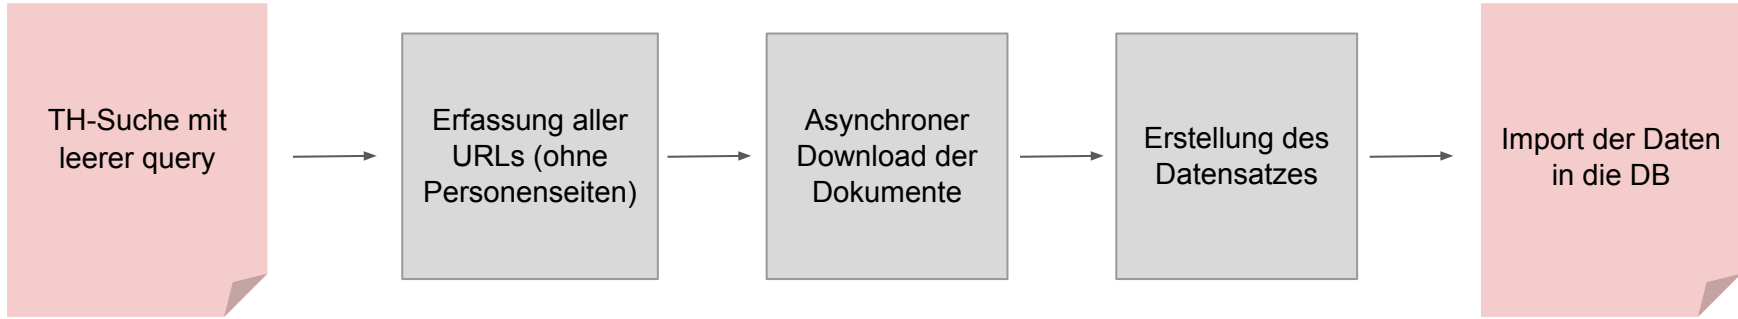 TH-Suche mit
leerer query
Erfassung aller
URLs (ohne
Personenseiten)
Asynchroner
Download der
Dokumente
Erstellung des
Datensatzes
Import der Daten
in die DB